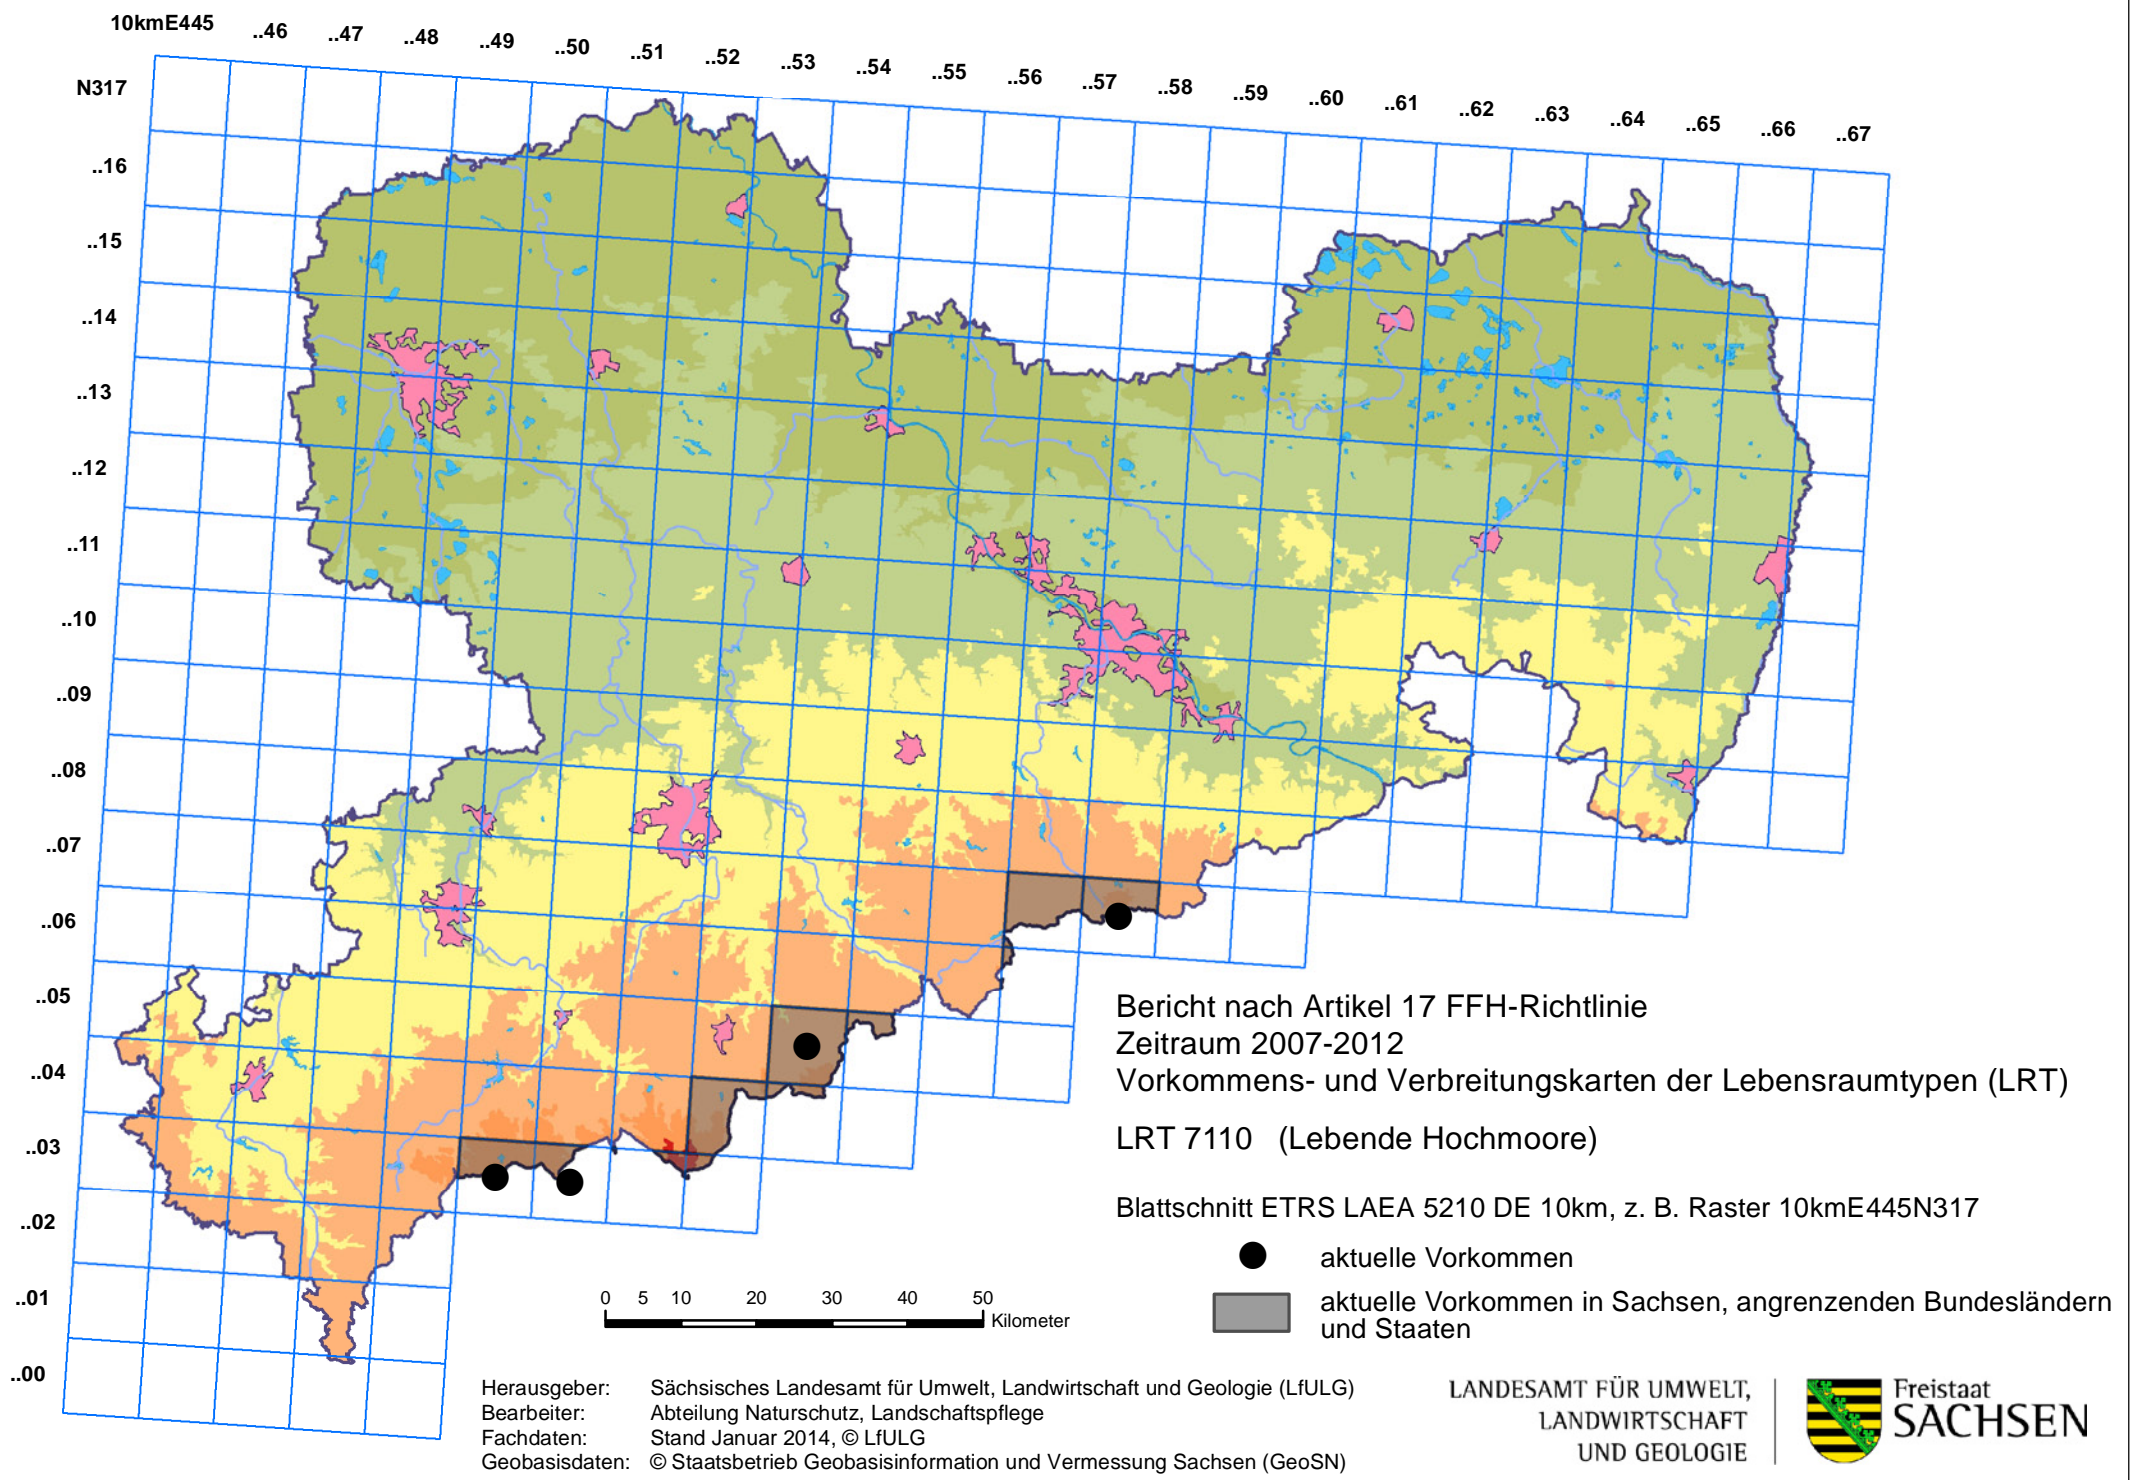 10kmE445 ..46 ..47 ..48 ..49 ..50 ..51 ..52 ..53 ..54 ..55 ..56 ..57 ..58 ..59 ..60 ..61 ..62 ..63 ..64 ..65 ..66 ..67
N317
..16
..15
..14
..13
..12
..11
..10
..09
..08
..07
..06
..05
..04
..03
..02
..01
..00
Bericht nach Artikel 17 FFH-Richtlinie
Zeitraum 2007-2012
Vorkommens- und Verbreitungskarten der Lebensraumtypen (LRT)
LRT 7110 (Lebende Hochmoore)
Blattschnitt ETRS LAEA 5210 DE 10km, z. B. Raster 10kmE445N317
aktuelle Vorkommen
aktuelle Vorkommen in Sachsen, angrenzenden Bundesländern
und Staaten
0 5 10 20 30 40 50
Kilometer
Herausgeber: Sächsisches Landesamt für Umwelt, Landwirtschaft und Geologie (LfULG)
Bearbeiter: Abteilung Naturschutz, Landschaftspflege
Fachdaten: Stand Januar 2014, © LfULG
Geobasisdaten: © Staatsbetrieb Geobasisinformation und Vermessung Sachsen (GeoSN)
LANDESAMT FÜR UMWELT,
LANDWIRTSCHAFT
UND GEOLOGIE
Freistaat
SACHSEN